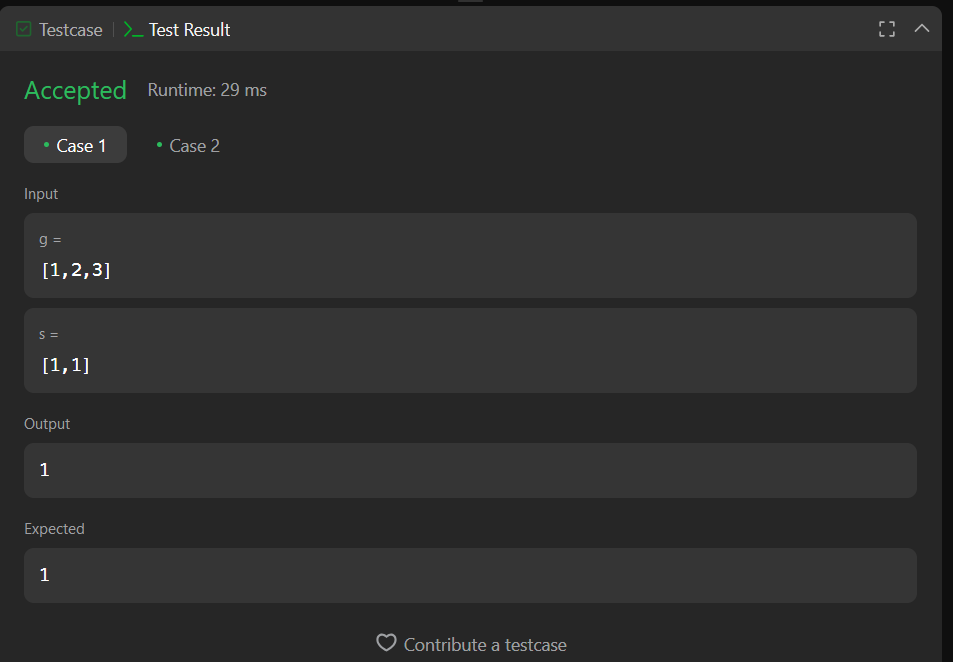 Testcase | Test Result
Accepted Runtime: 29 ms
Case 1 Case 2
Input
g =
[1,2,3]
s =
[1,1]
Output
1
Expected
1
Contribute a testcase